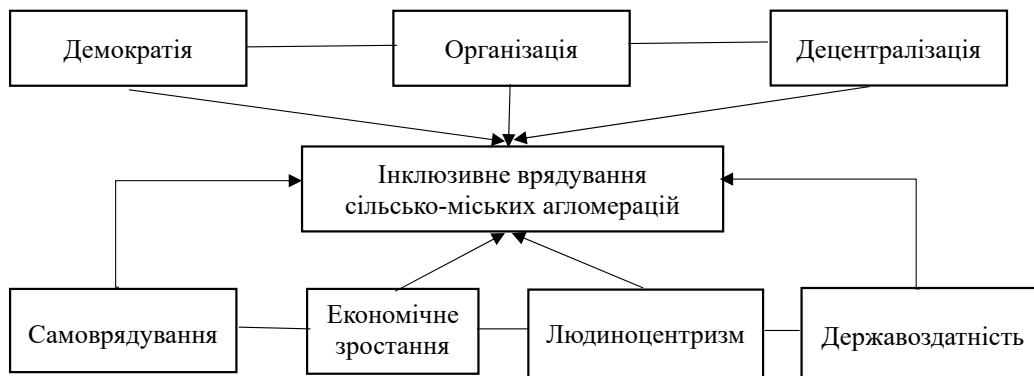 Демократія
Організація
Децентралізація
Інклюзивне врядування
сільсько-міських агломерацій
Самоврядування
Економічне
зростання
Людиноцентризм
Державоздатність